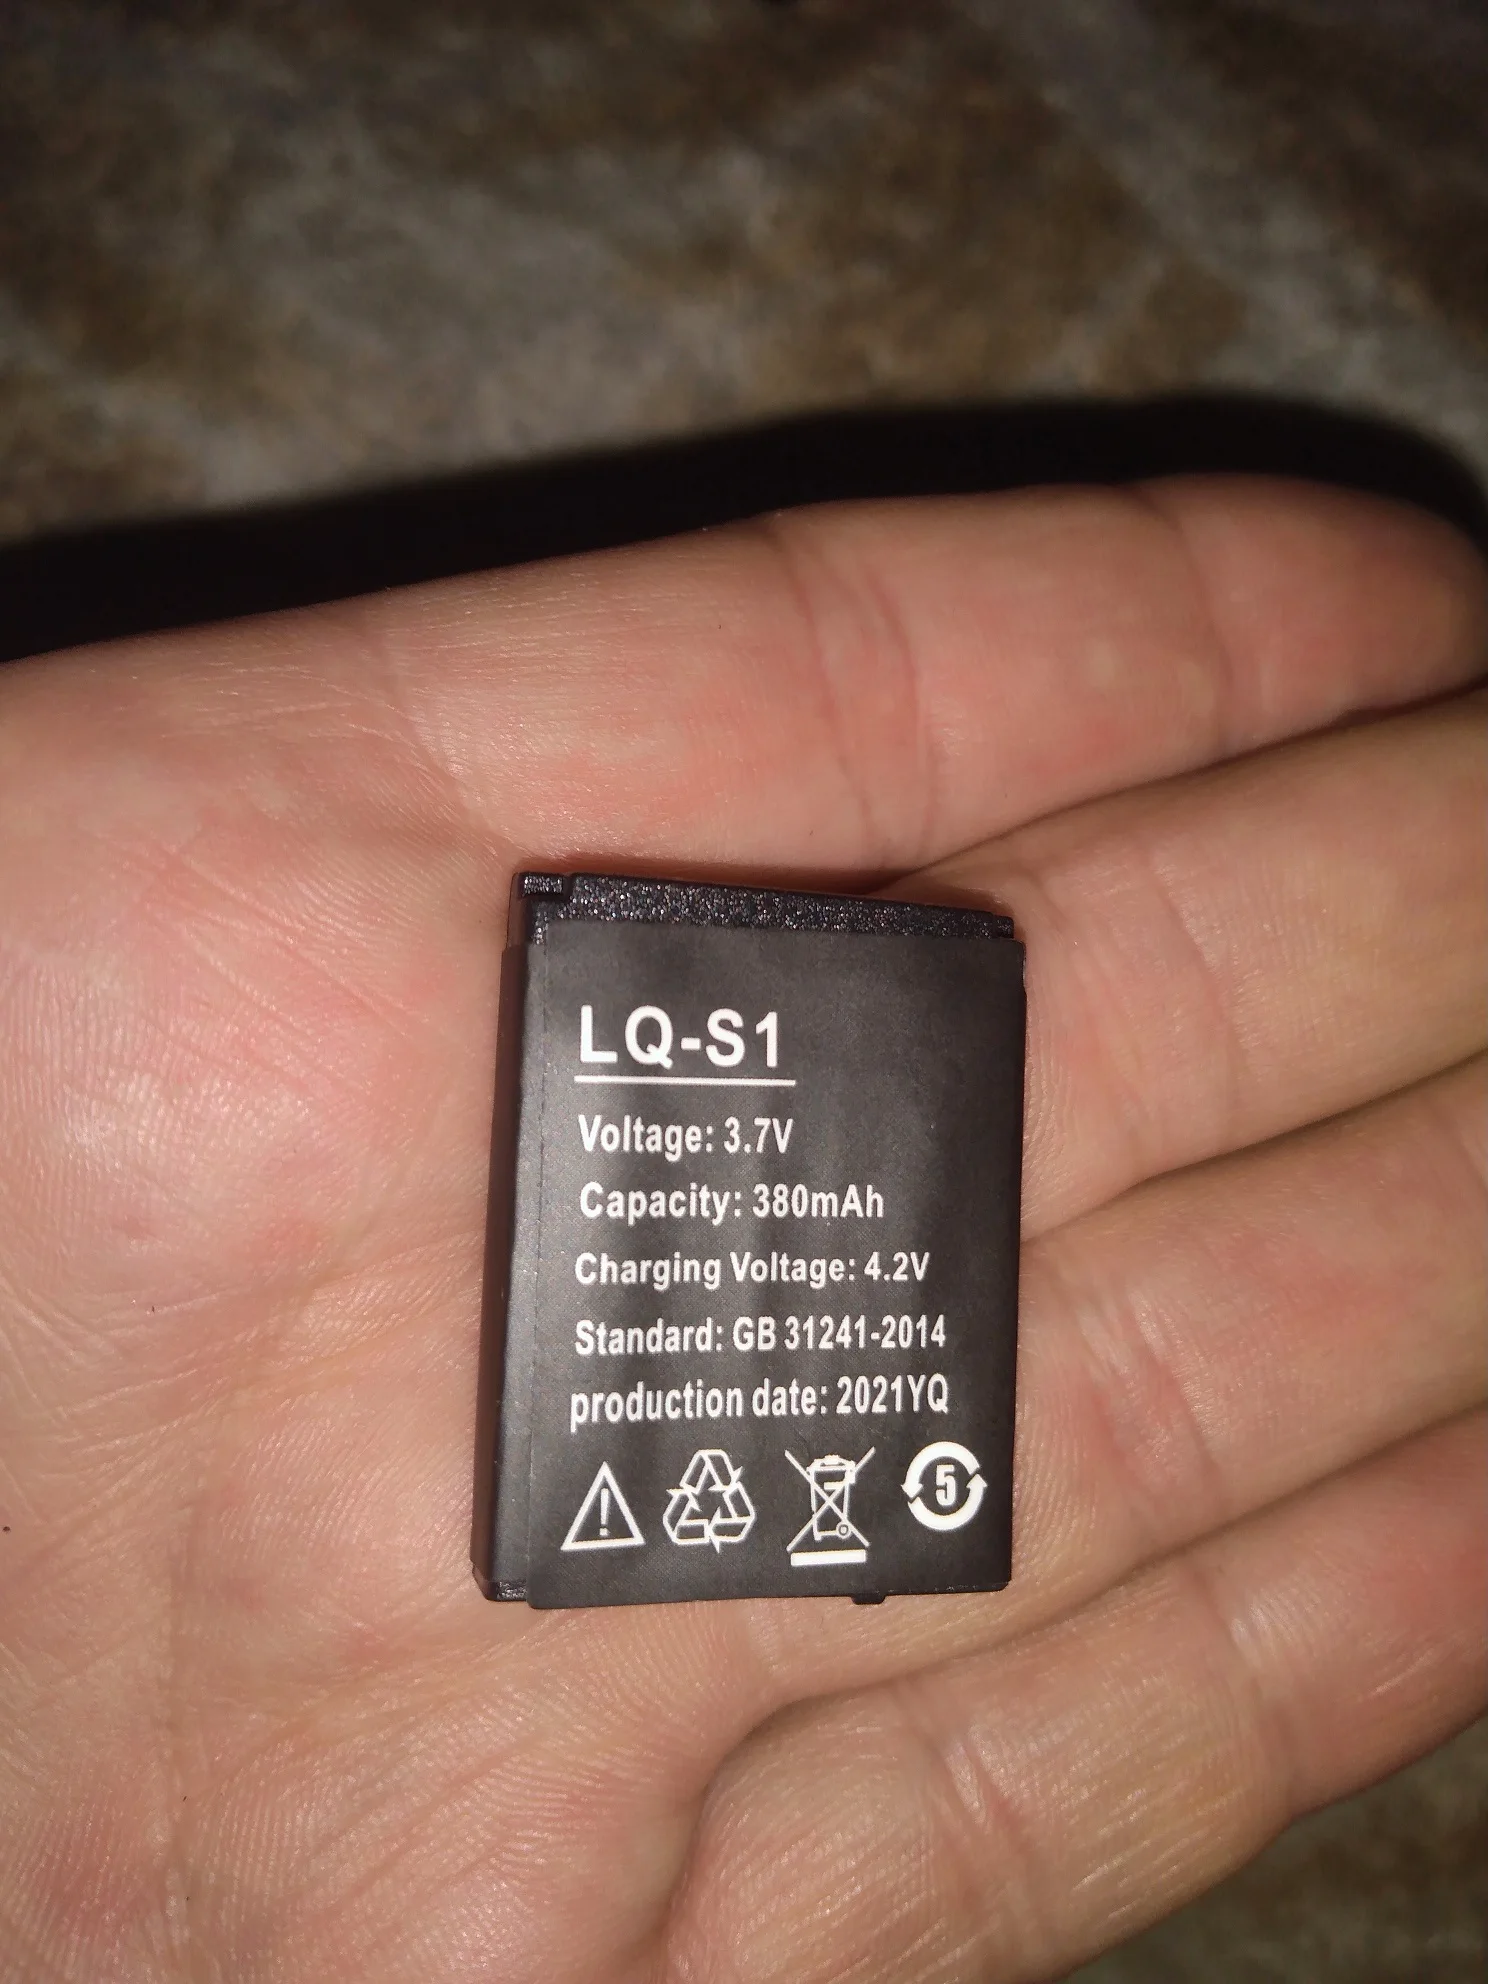 LQ-S1
Voltage: 3.7V
Capacity: 380mAh
Charging Voltage: 4.2V
Standard: GB 31241-2014
production date: 2021YQ
5